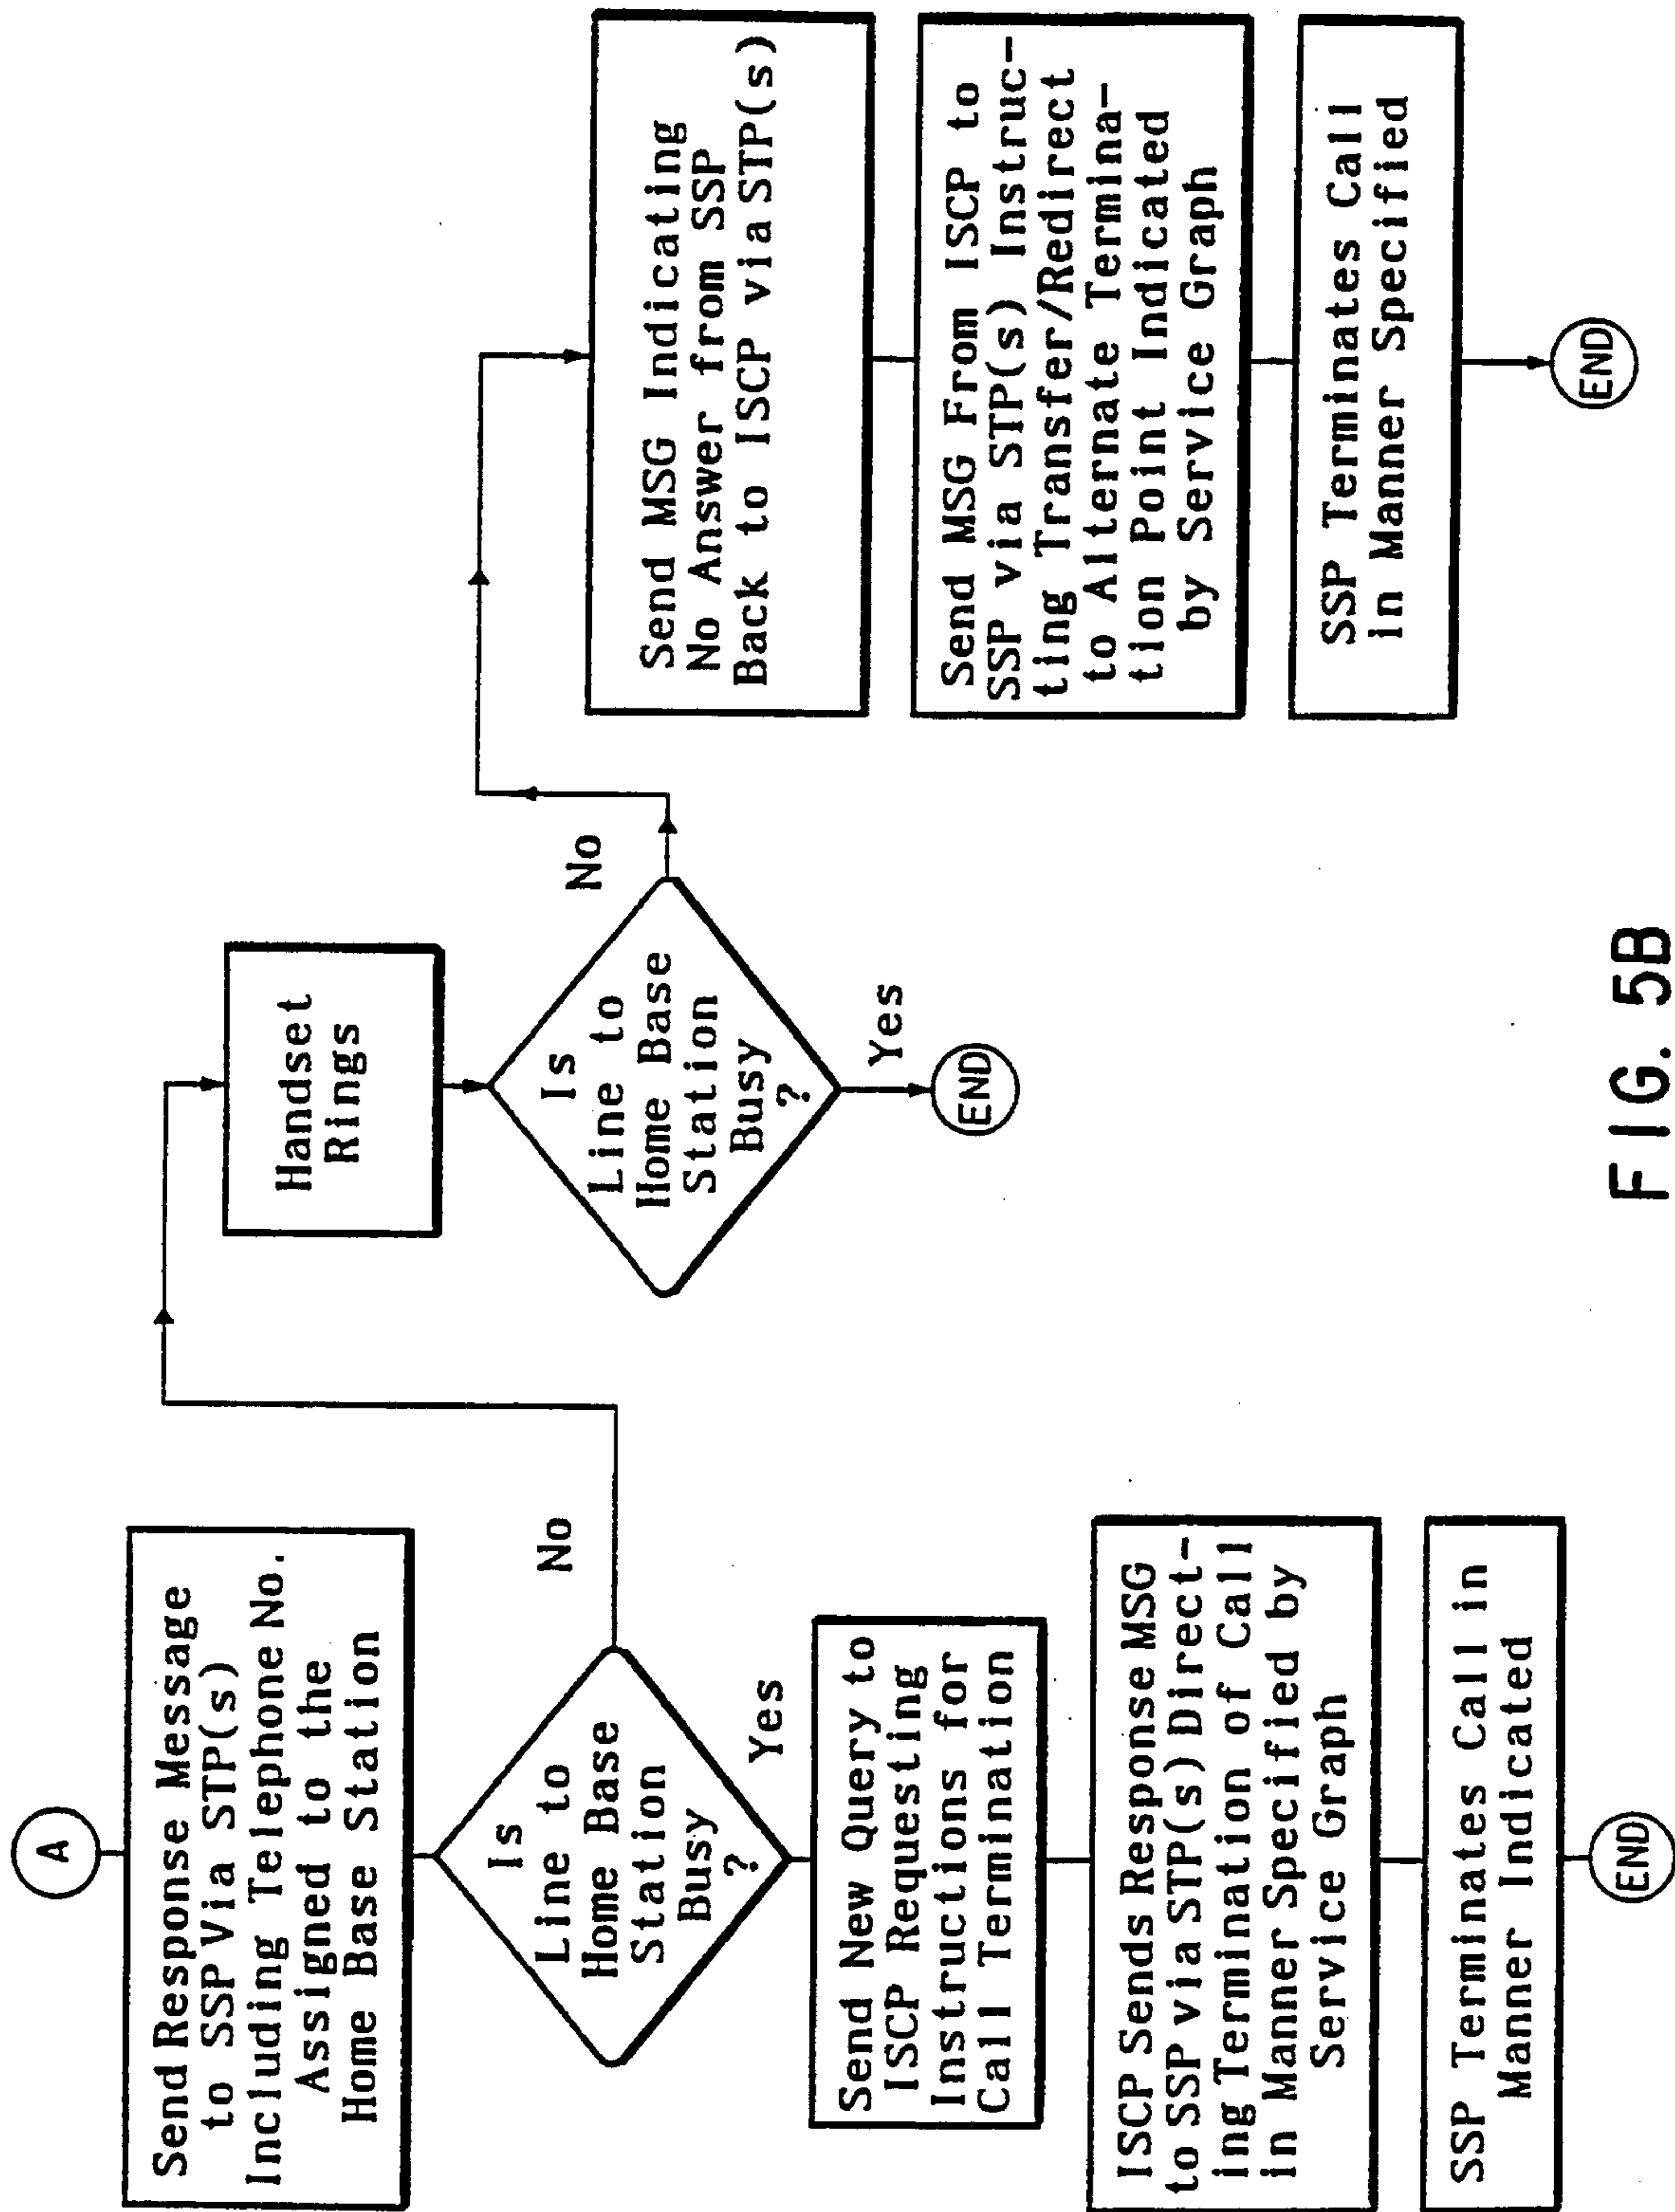 A
Send Response Message
to SSP Via STP(s)
Including Telephone No.
Assigned to the
Home Base Station
Is
Line to
Home Base
Station
Busy
?
No
Yes
Send New Query to
ISCP Requesting
Instructions for
Call Termination
ISCP Sends Response MSG
to SSP via STP(s) Direct-
ing Termination of Call
in Manner Specified by
Service Graph
SSP Terminates Call in
Manner Indicated
END
Handset
Rings
Is
Line to
Home Base
Station
Busy
?
No
Yes
END
Send MSG Indicating
No Answer from SSP
Back to ISCP via STP(s)
Send MSG From ISCP to
SSP via STP(s) Instruc-
ting Transfer/Redirect
to Alternate Termina-
tion Point Indicated
by Service Graph
SSP Terminates Call
in Manner Specified
END
FIG. 5B